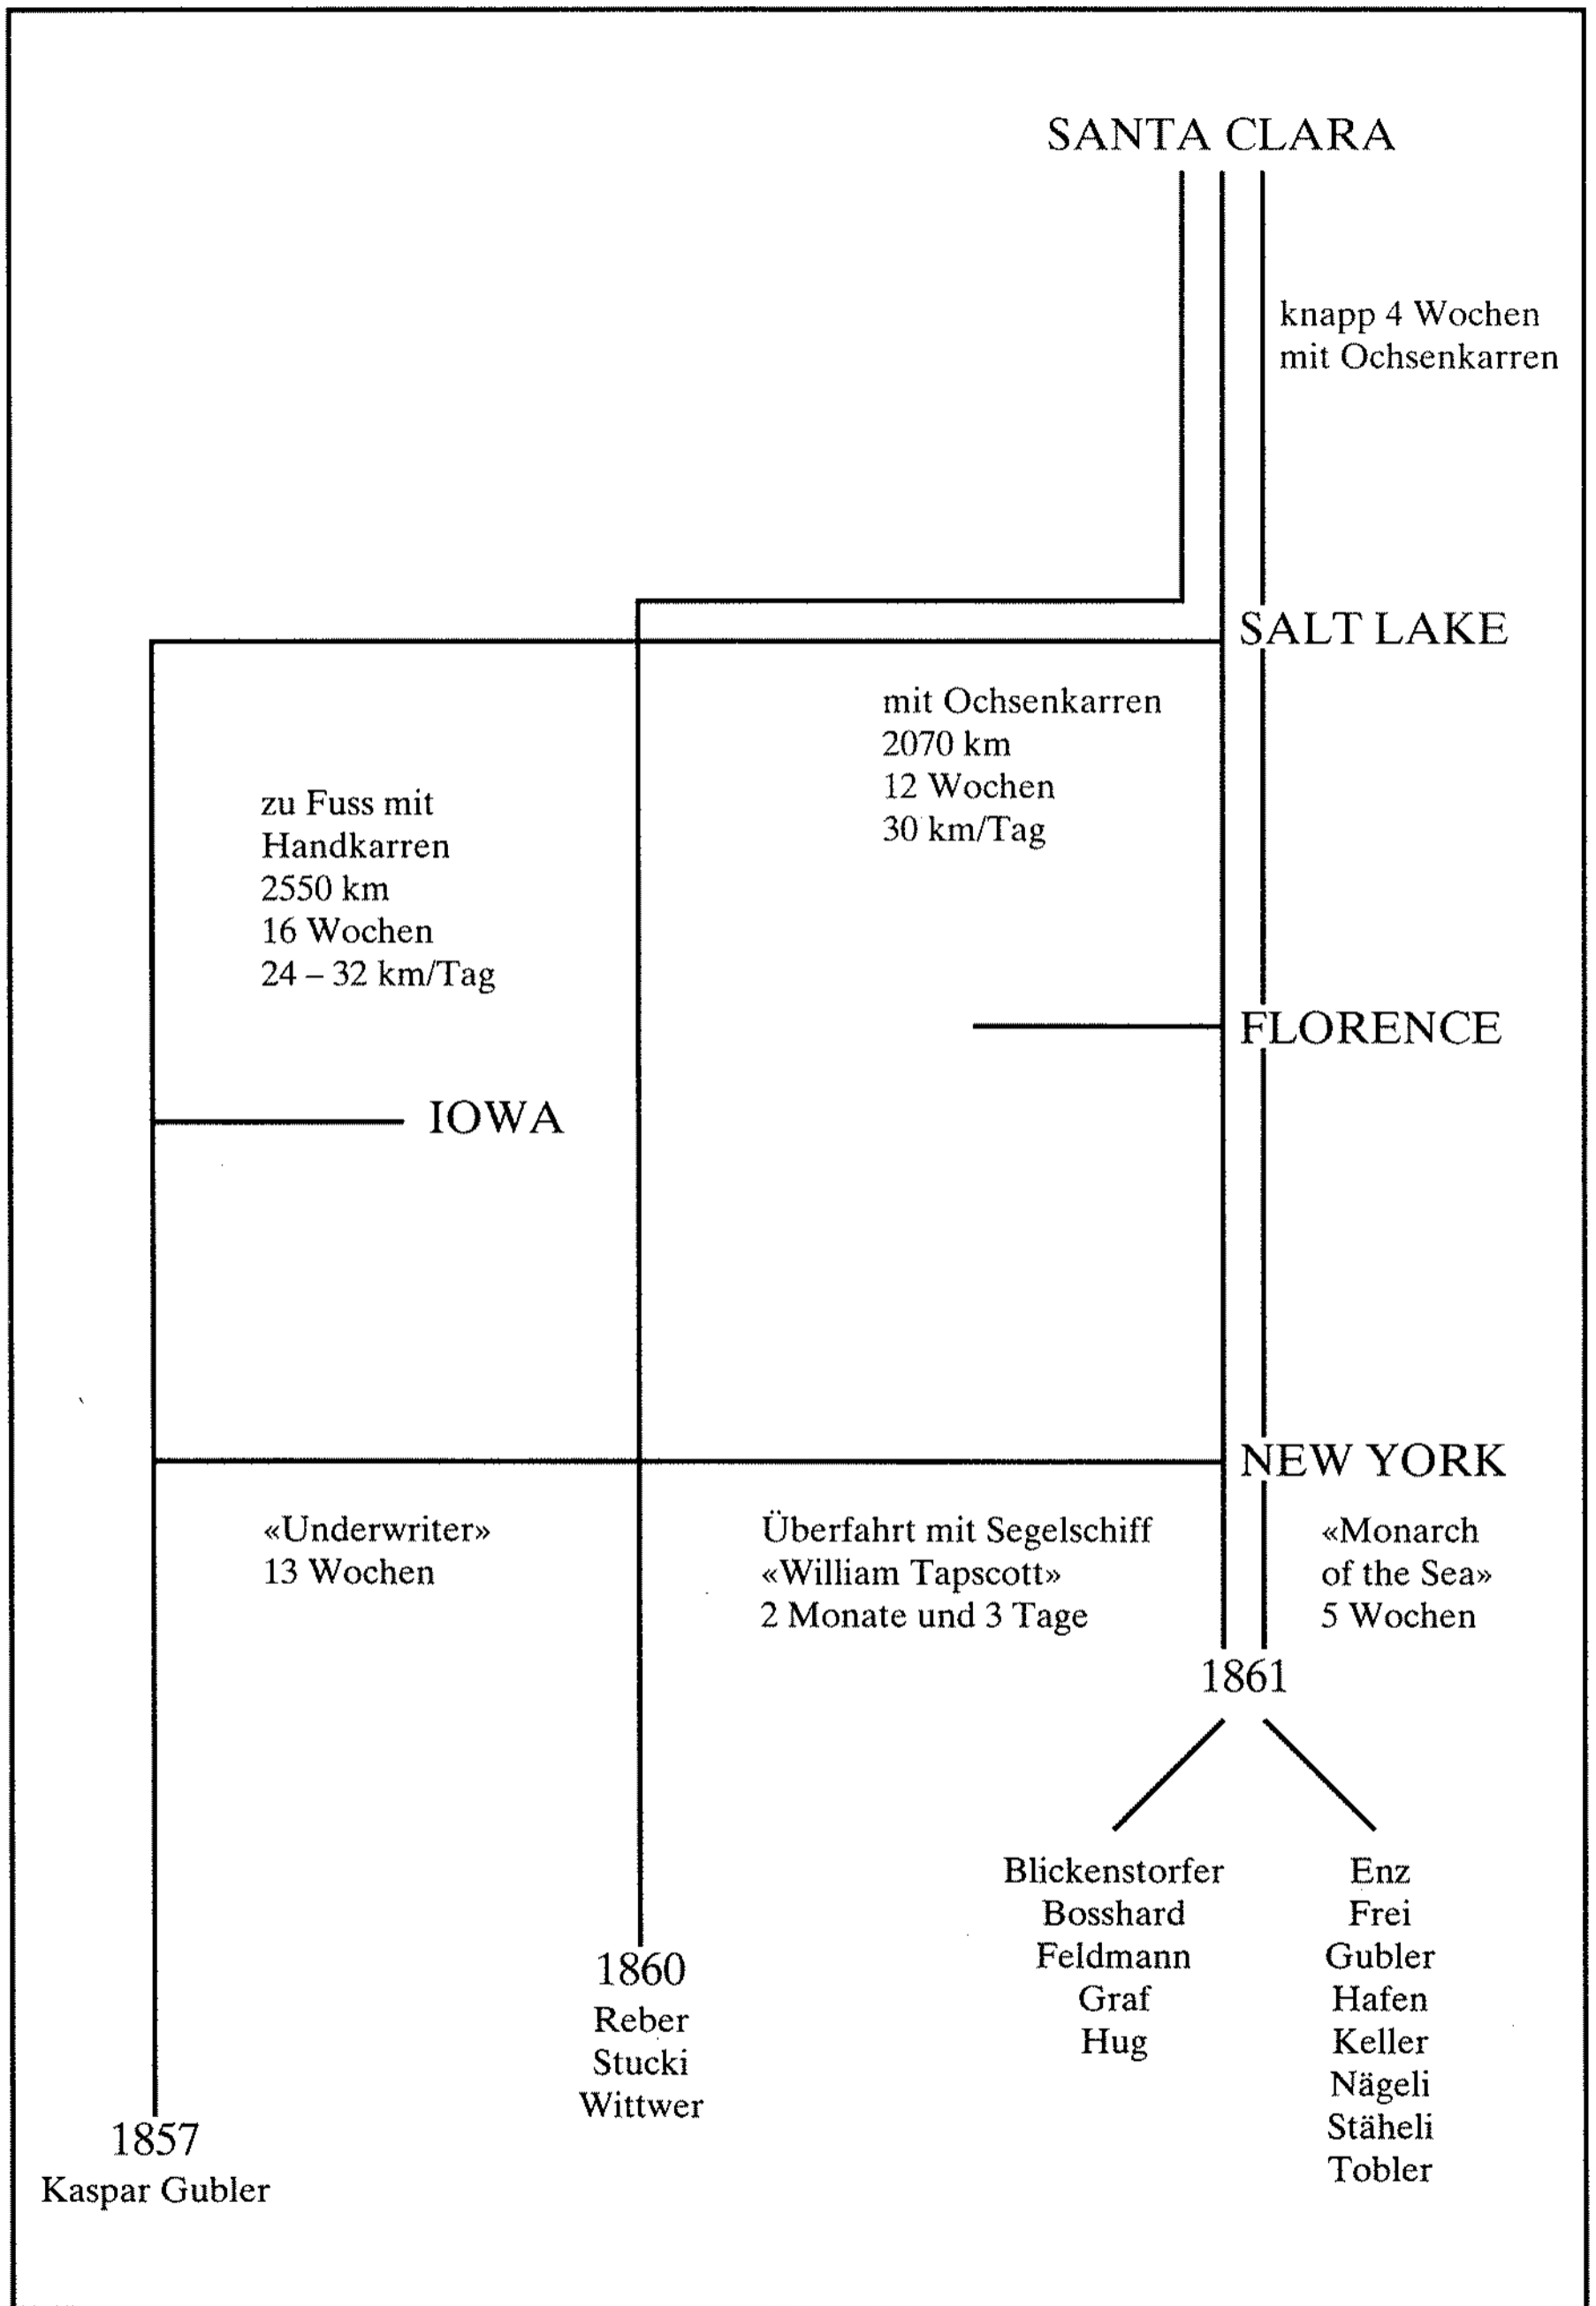 SANTA CLARA
knapp 4 Wochen
mit Ochsenkarren
SALT LAKE
mit Ochsenkarren
2070 km
12 Wochen
30 km/Tag
zu Fuss mit
Handkarren
2550 km
16 Wochen
24 – 32 km/Tag
FLORENCE
IOWA
NEW YORK
«Underwriter»
13 Wochen
Überfahrt mit Segelschiff
«William Tapscott»
2 Monate und 3 Tage
«Monarch
of the Sea»
5 Wochen
1861
Blickenstorfer
Bosshard
Feldmann
Graf
Hug
Enz
Frei
Gubler
Hafen
Keller
Nägeli
Stäheli
Tobler
1860
Reber
Stucki
Wittwer
1857
Kaspar Gubler